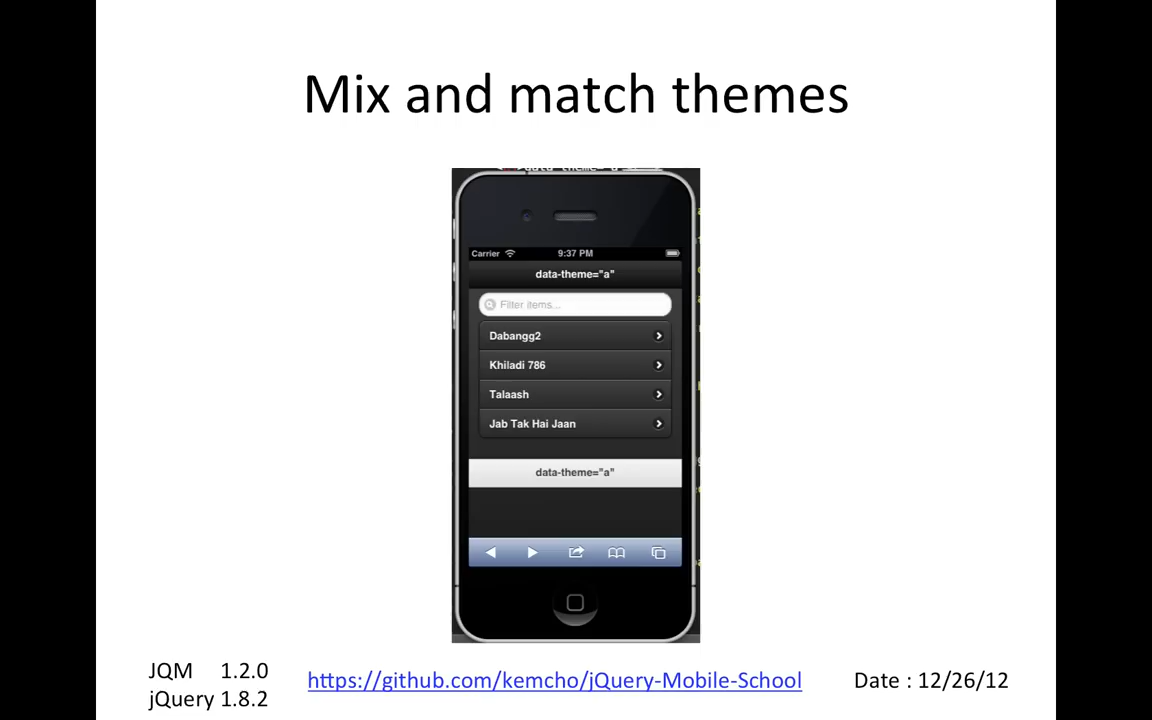 Mix and match themes
Carrier 9:37 PM
data-theme="a"
Filter items...
Dabangg2
Khiladi 786
Talaash
Jab Tak Hai Jaan
data-theme="a"
JQM 1.2.0
jQuery 1.8.2
https://github.com/kemcho/jQuery-Mobile-School
Date : 12/26/12